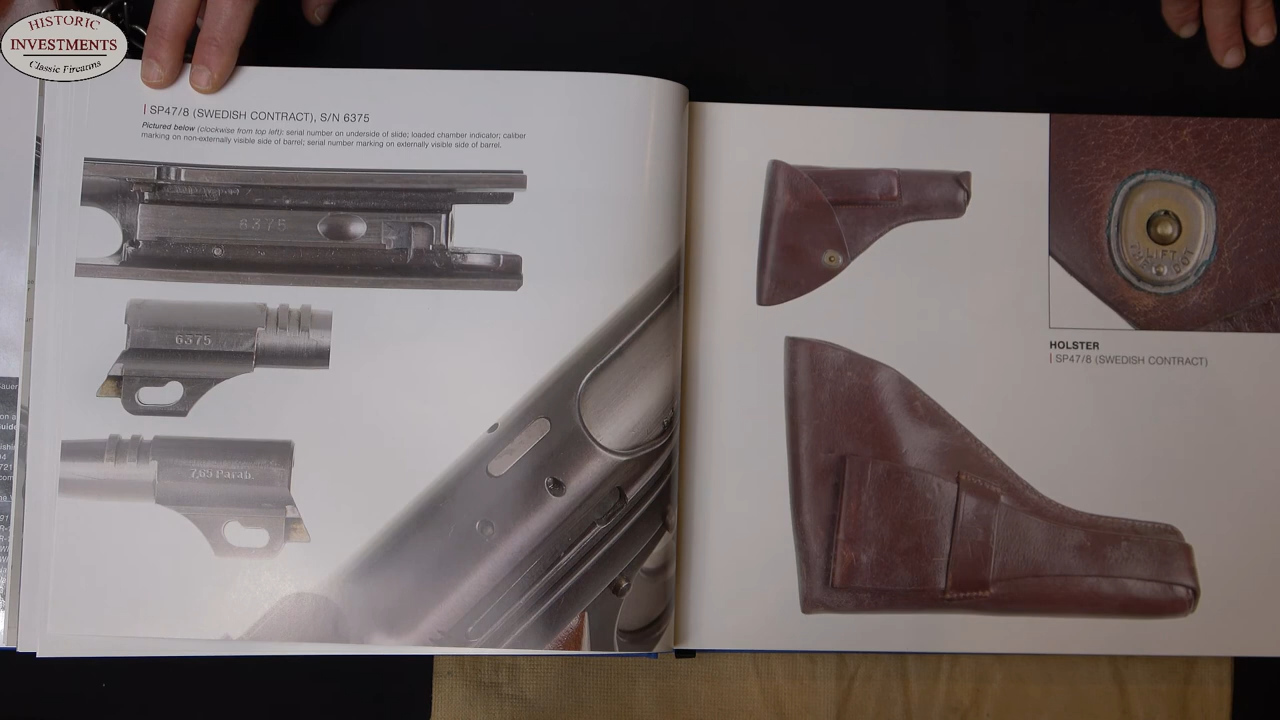 HISTORIC
INVESTMENTS
Classic Firearms
SP47/8 (SWEDISH CONTRACT), S/N 6375
Pictured below (clockwise from top left): serial number on underside of slide; loaded chamber indicator; caliber
marking on non-externally visible side of barrel; serial number marking on externally visible side of barrel.
6375
6375
7,65 Parab.
LIFT
THE DOT
HOLSTER
SP47/8 (SWEDISH CONTRACT)